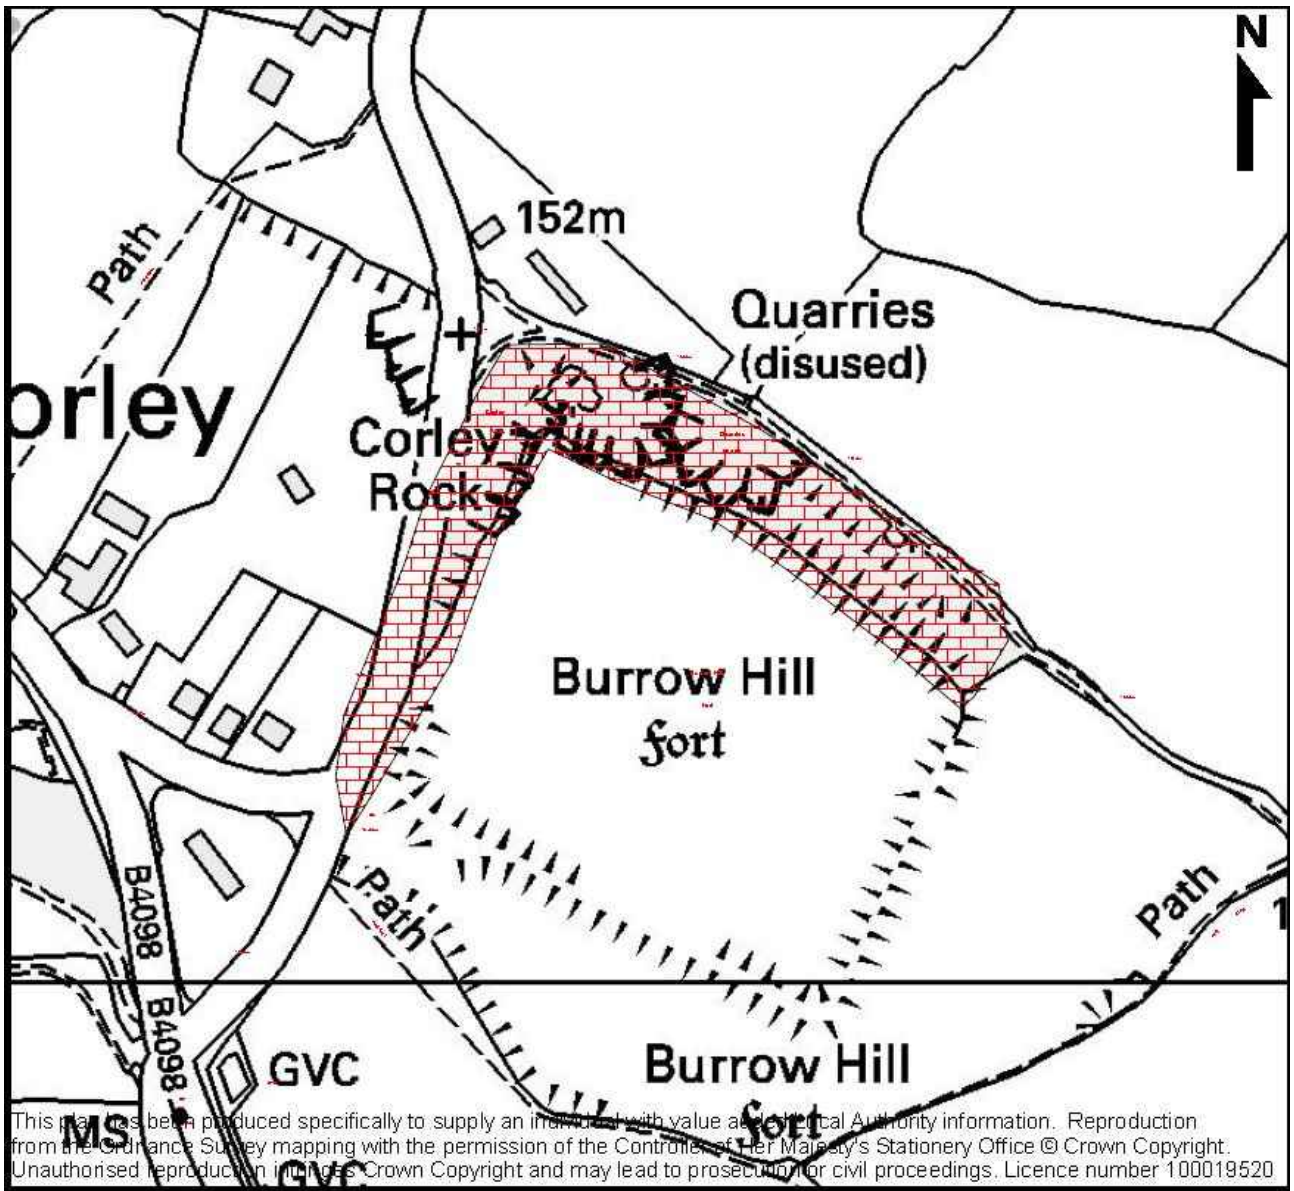 N
152m
Path
Quarries
(disused)
orley
Corley
Rock
Burrow Hill
fort
B4098
Path
Path
1
B4098
GVC
Burrow Hill
fort
MS
GVC
This plan has been produced specifically to supply an individual with value added Local Authority information. Reproduction
from the Ordnance Survey mapping with the permission of the Controller of Her Majesty's Stationery Office © Crown Copyright.
Unauthorised reproduction infringes Crown Copyright and may lead to prosecution or civil proceedings. Licence number 100019520